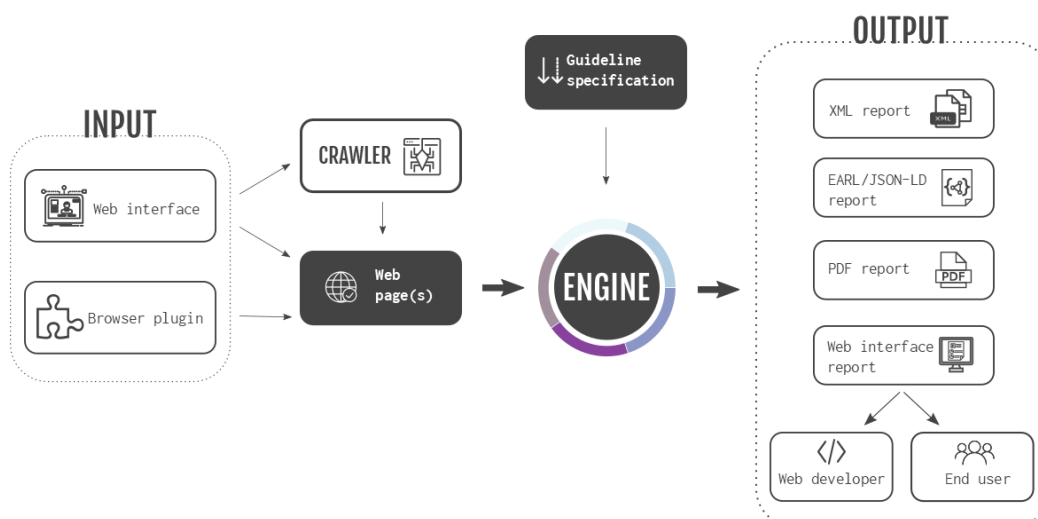 INPUT
Web interface
Browser plugin
CRAWLER
Web
page(s)
Guideline
specification
ENGINE
OUTPUT
XML report
XML
EARL/JSON-LD
report
PDF report
PDF
Web interface
report
Web developer
End user